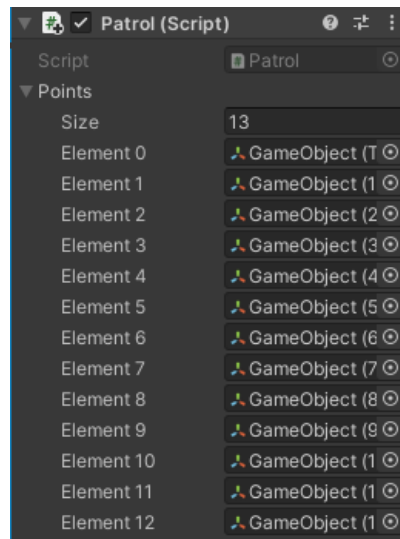 Patrol (Script)
Script Patrol
Points
Size 13
Element 0 GameObject (T
Element 1 GameObject (1
Element 2 GameObject (2
Element 3 GameObject (3
Element 4 GameObject (4
Element 5 GameObject (5
Element 6 GameObject (6
Element 7 GameObject (7
Element 8 GameObject (8
Element 9 GameObject (9
Element 10 GameObject (1
Element 11 GameObject (1
Element 12 GameObject (1